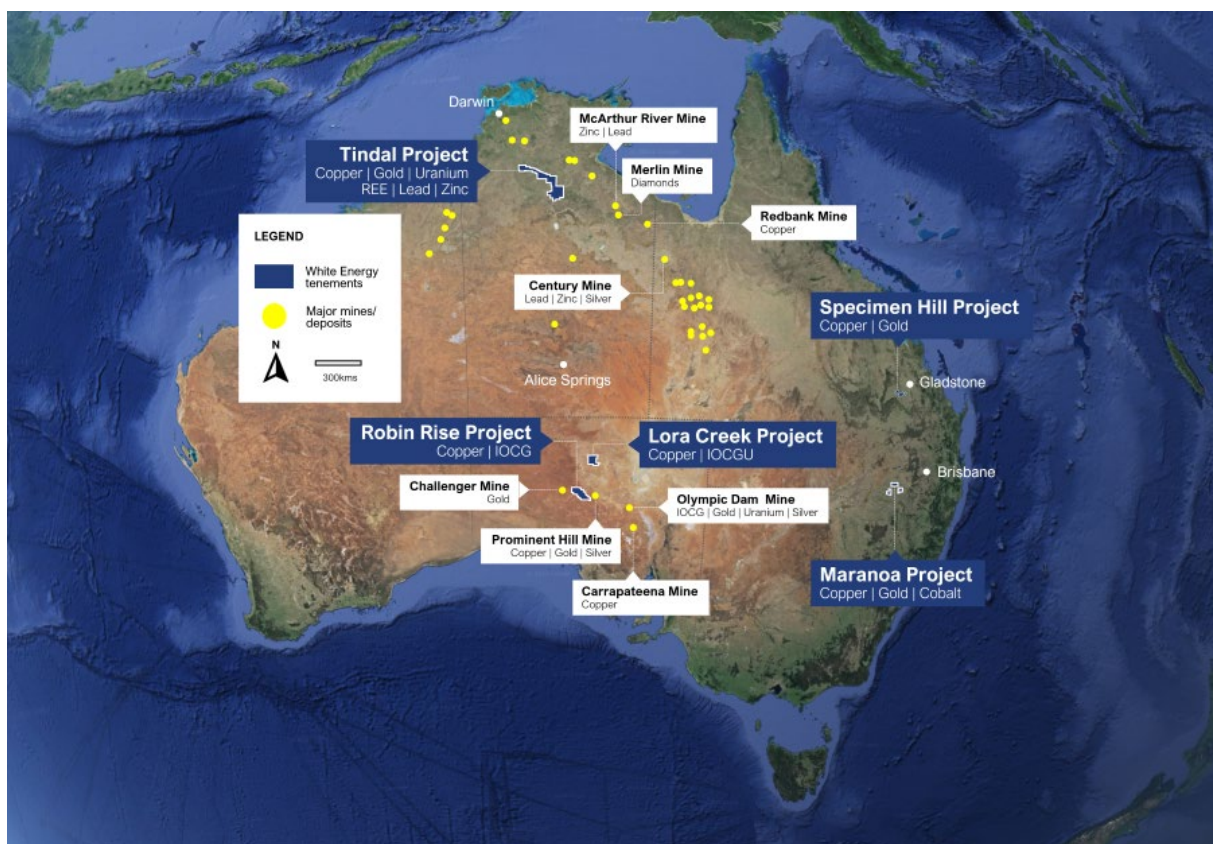 Darwin
McArthur River Mine
Zinc | Lead
Tindal Project
Copper | Gold | Uranium
REE | Lead | Zinc
Merlin Mine
Diamonds
Redbank Mine
Copper
LEGEND
White Energy
tenements
Major mines/
deposits
N
300kms
Century Mine
Lead | Zinc | Silver
Specimen Hill Project
Copper | Gold
Alice Springs
Gladstone
Robin Rise Project
Copper | IOCG
Lora Creek Project
Copper | IOCGU
Brisbane
Challenger Mine
Gold
Olympic Dam Mine
IOCG | Gold | Uranium | Silver
Prominent Hill Mine
Copper | Gold | Silver
Maranoa Project
Copper | Gold | Cobalt
Carrapateena Mine
Copper